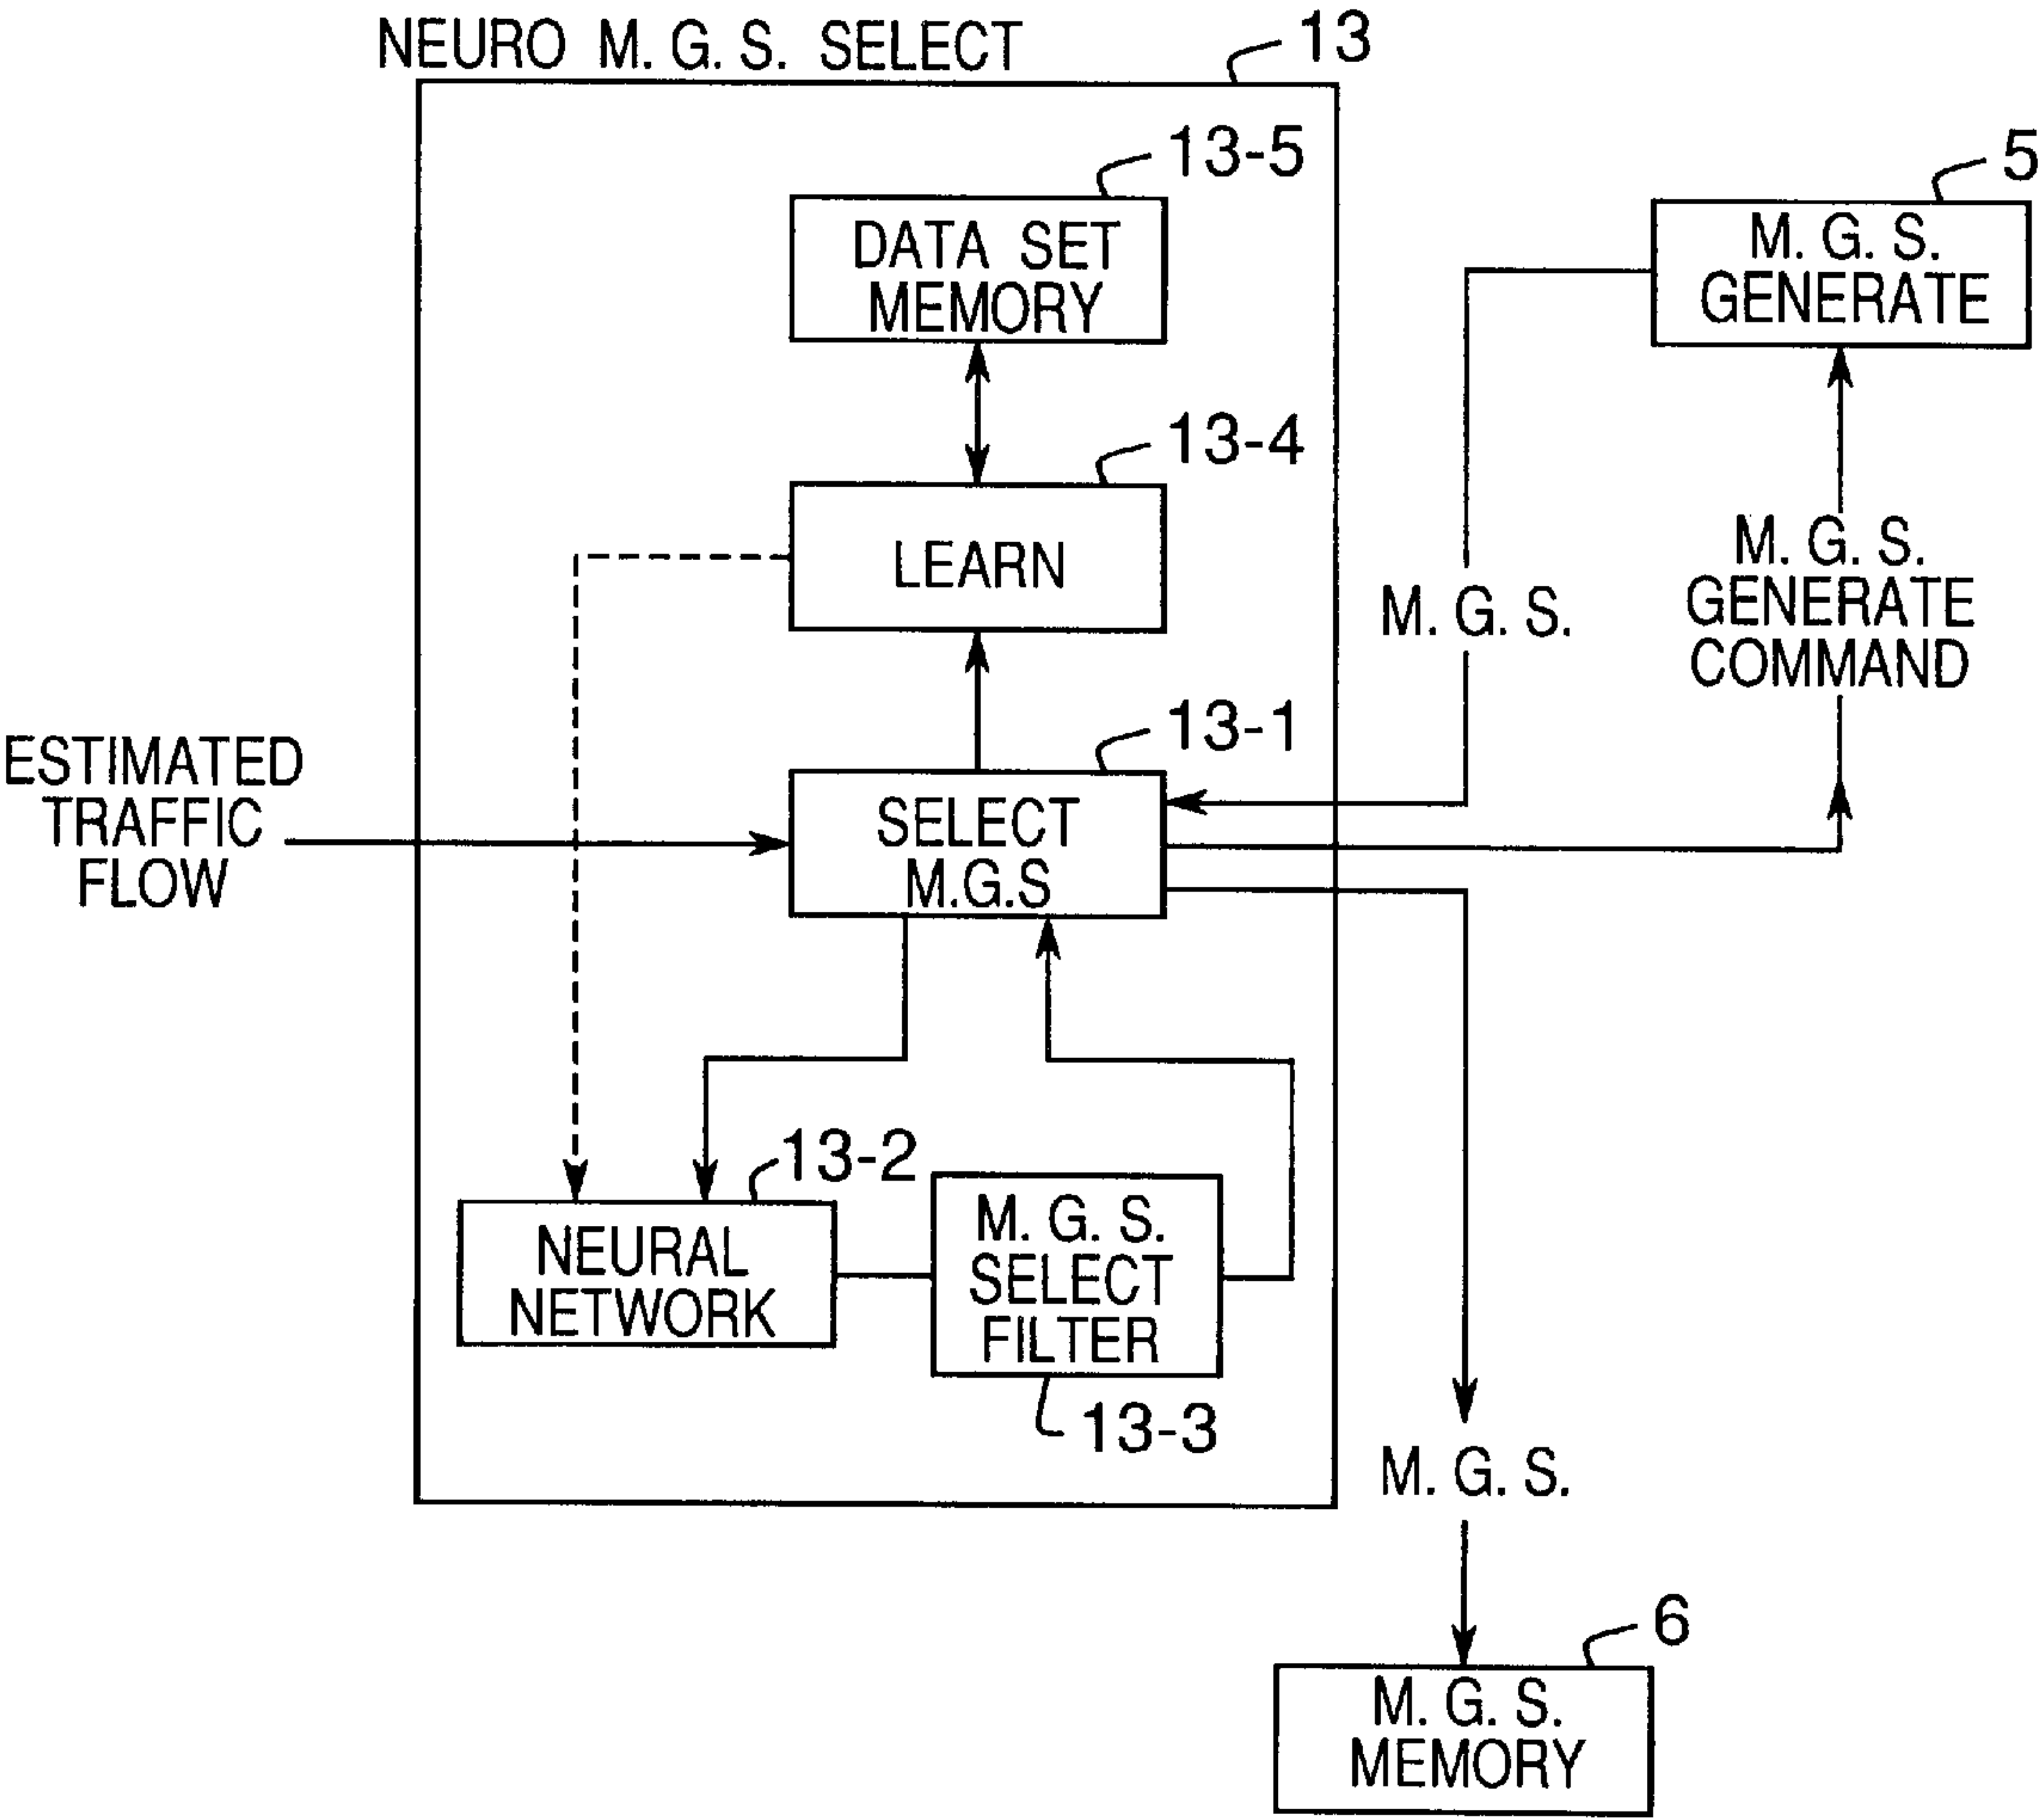 NEURO M. G. S. SELECT
13
13-5
DATA SET
MEMORY
5
M. G. S.
GENERATE
13-4
LEARN
M. G. S.
M. G. S.
GENERATE
COMMAND
13-1
ESTIMATED
TRAFFIC
FLOW
SELECT
M.G.S
13-2
NEURAL
NETWORK
M. G. S.
SELECT
FILTER
13-3
M. G. S.
6
M. G. S.
MEMORY